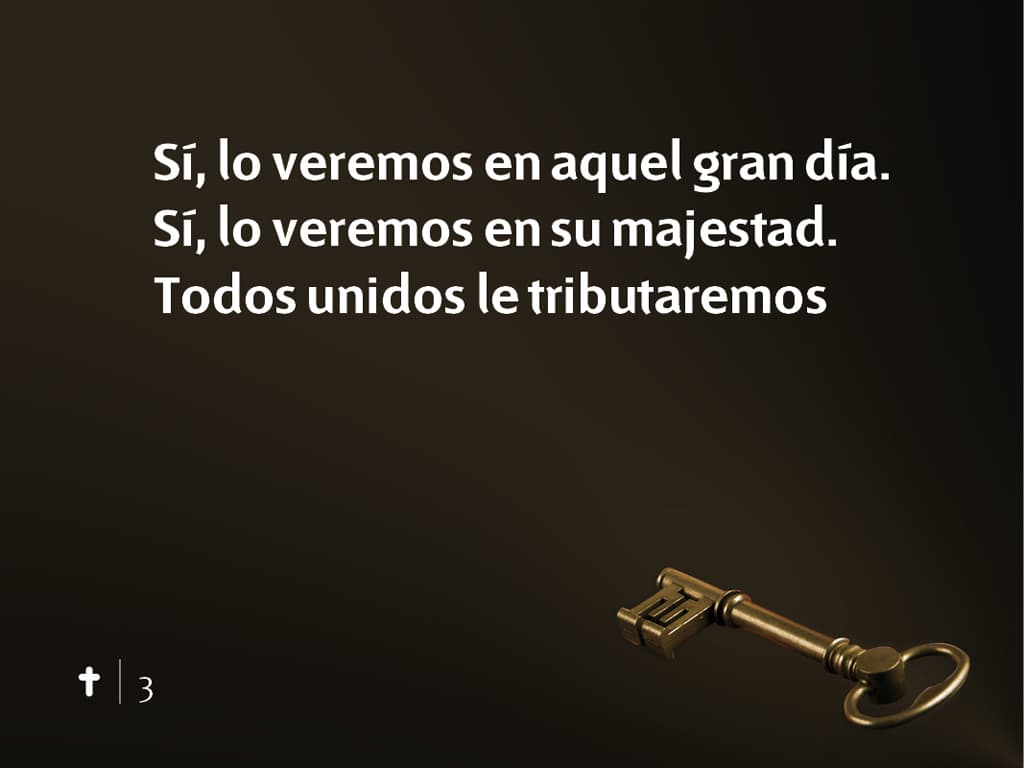 Sí, lo veremos en aquel gran día.
Sí, lo veremos en su majestad.
Todos unidos le tributaremos
3